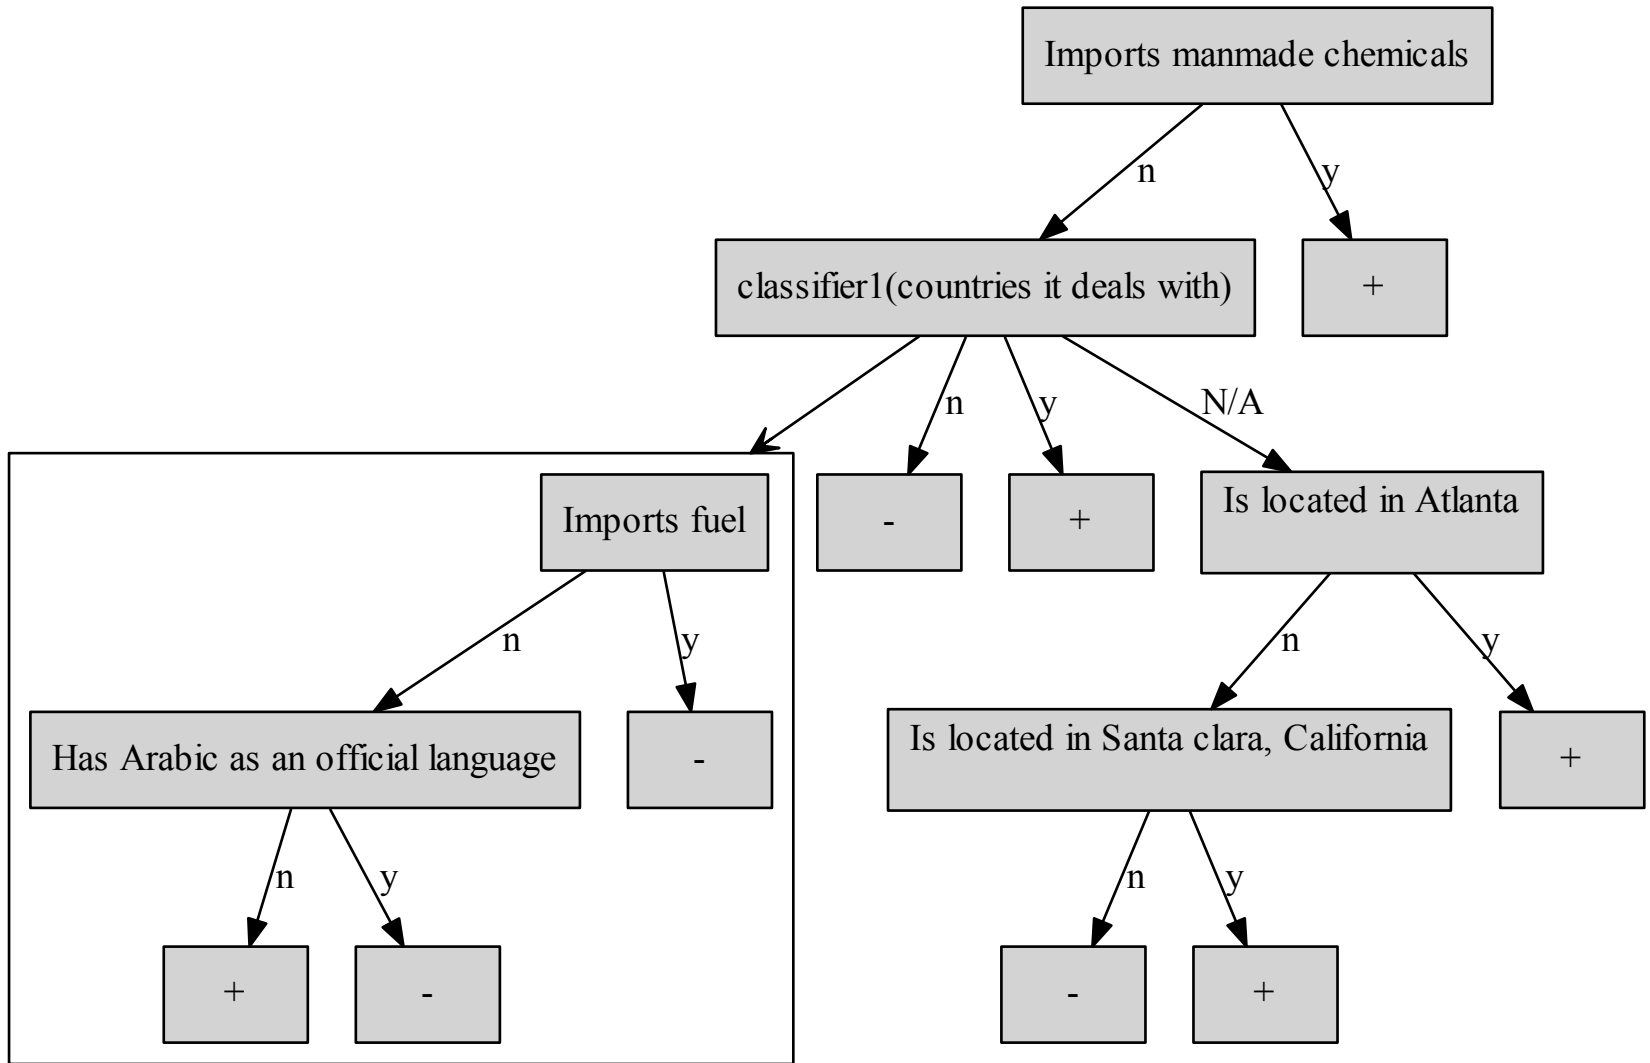 Imports manmade chemicals
n
y
classifier1(countries it deals with)
+
n
y
N/A
Imports fuel
-
+
Is located in Atlanta
n
y
n
y
Has Arabic as an official language
-
Is located in Santa clara, California
+
n
y
n
y
+
-
-
+